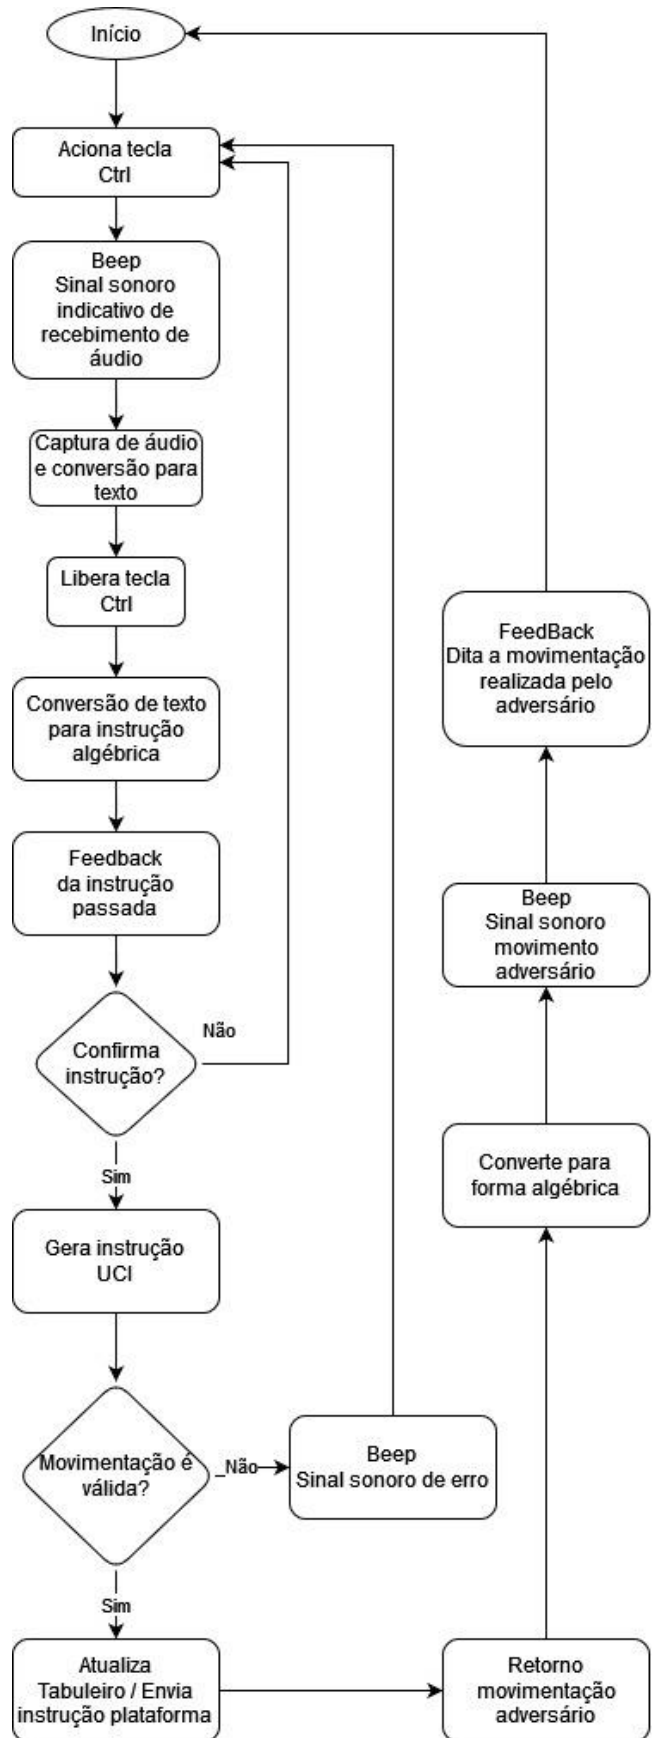 Início
Aciona tecla
Ctrl
Beep
Sinal sonoro
indicativo de
recebimento de
áudio
Captura de áudio
e conversão para
texto
Libera tecla
Ctrl
Conversão de texto
para instrução
algébrica
Feedback
da instrução
passada
Confirma
instrução?
Não
Sim
Gera instrução
UCI
Movimentação é
válida?
_Não
Beep
Sinal sonoro de erro
Sim
Atualiza
Tabuleiro / Envia
instrução plataforma
Retorno
movimentação
adversário
Converte para
forma algébrica
Beep
Sinal sonoro
movimento
adversário
FeedBack
Dita a movimentação
realizada pelo
adversário